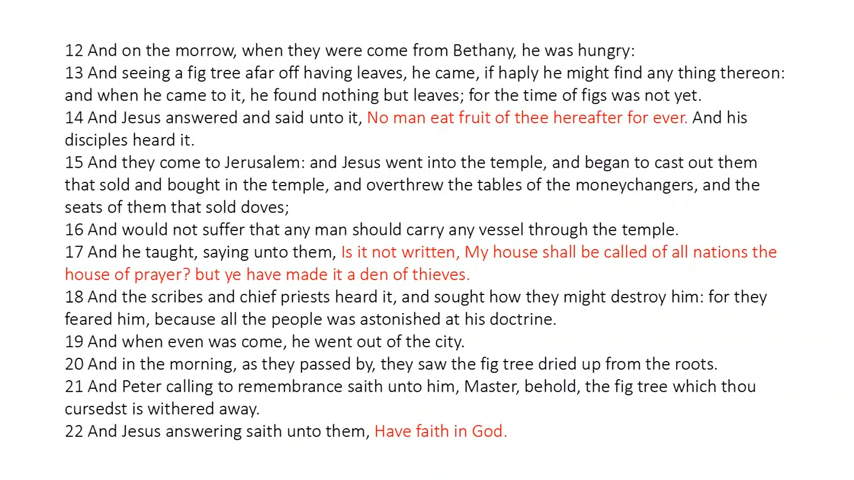 12 And on the morrow, when they were come from Bethany, he was hungry:
13 And seeing a fig tree afar off having leaves, he came, if haply he might find any thing thereon:
and when he came to it, he found nothing but leaves; for the time of figs was not yet.
14 And Jesus answered and said unto it, No man eat fruit of thee hereafter for ever. And his
disciples heard it.
15 And they come to Jerusalem: and Jesus went into the temple, and began to cast out them
that sold and bought in the temple, and overthrew the tables of the moneychangers, and the
seats of them that sold doves;
16 And would not suffer that any man should carry any vessel through the temple.
17 And he taught, saying unto them, Is it not written, My house shall be called of all nations the
house of prayer? but ye have made it a den of thieves.
18 And the scribes and chief priests heard it, and sought how they might destroy him: for they
feared him, because all the people was astonished at his doctrine.
19 And when even was come, he went out of the city.
20 And in the morning, as they passed by, they saw the fig tree dried up from the roots.
21 And Peter calling to remembrance saith unto him, Master, behold, the fig tree which thou
cursedst is withered away.
22 And Jesus answering saith unto them, Have faith in God.